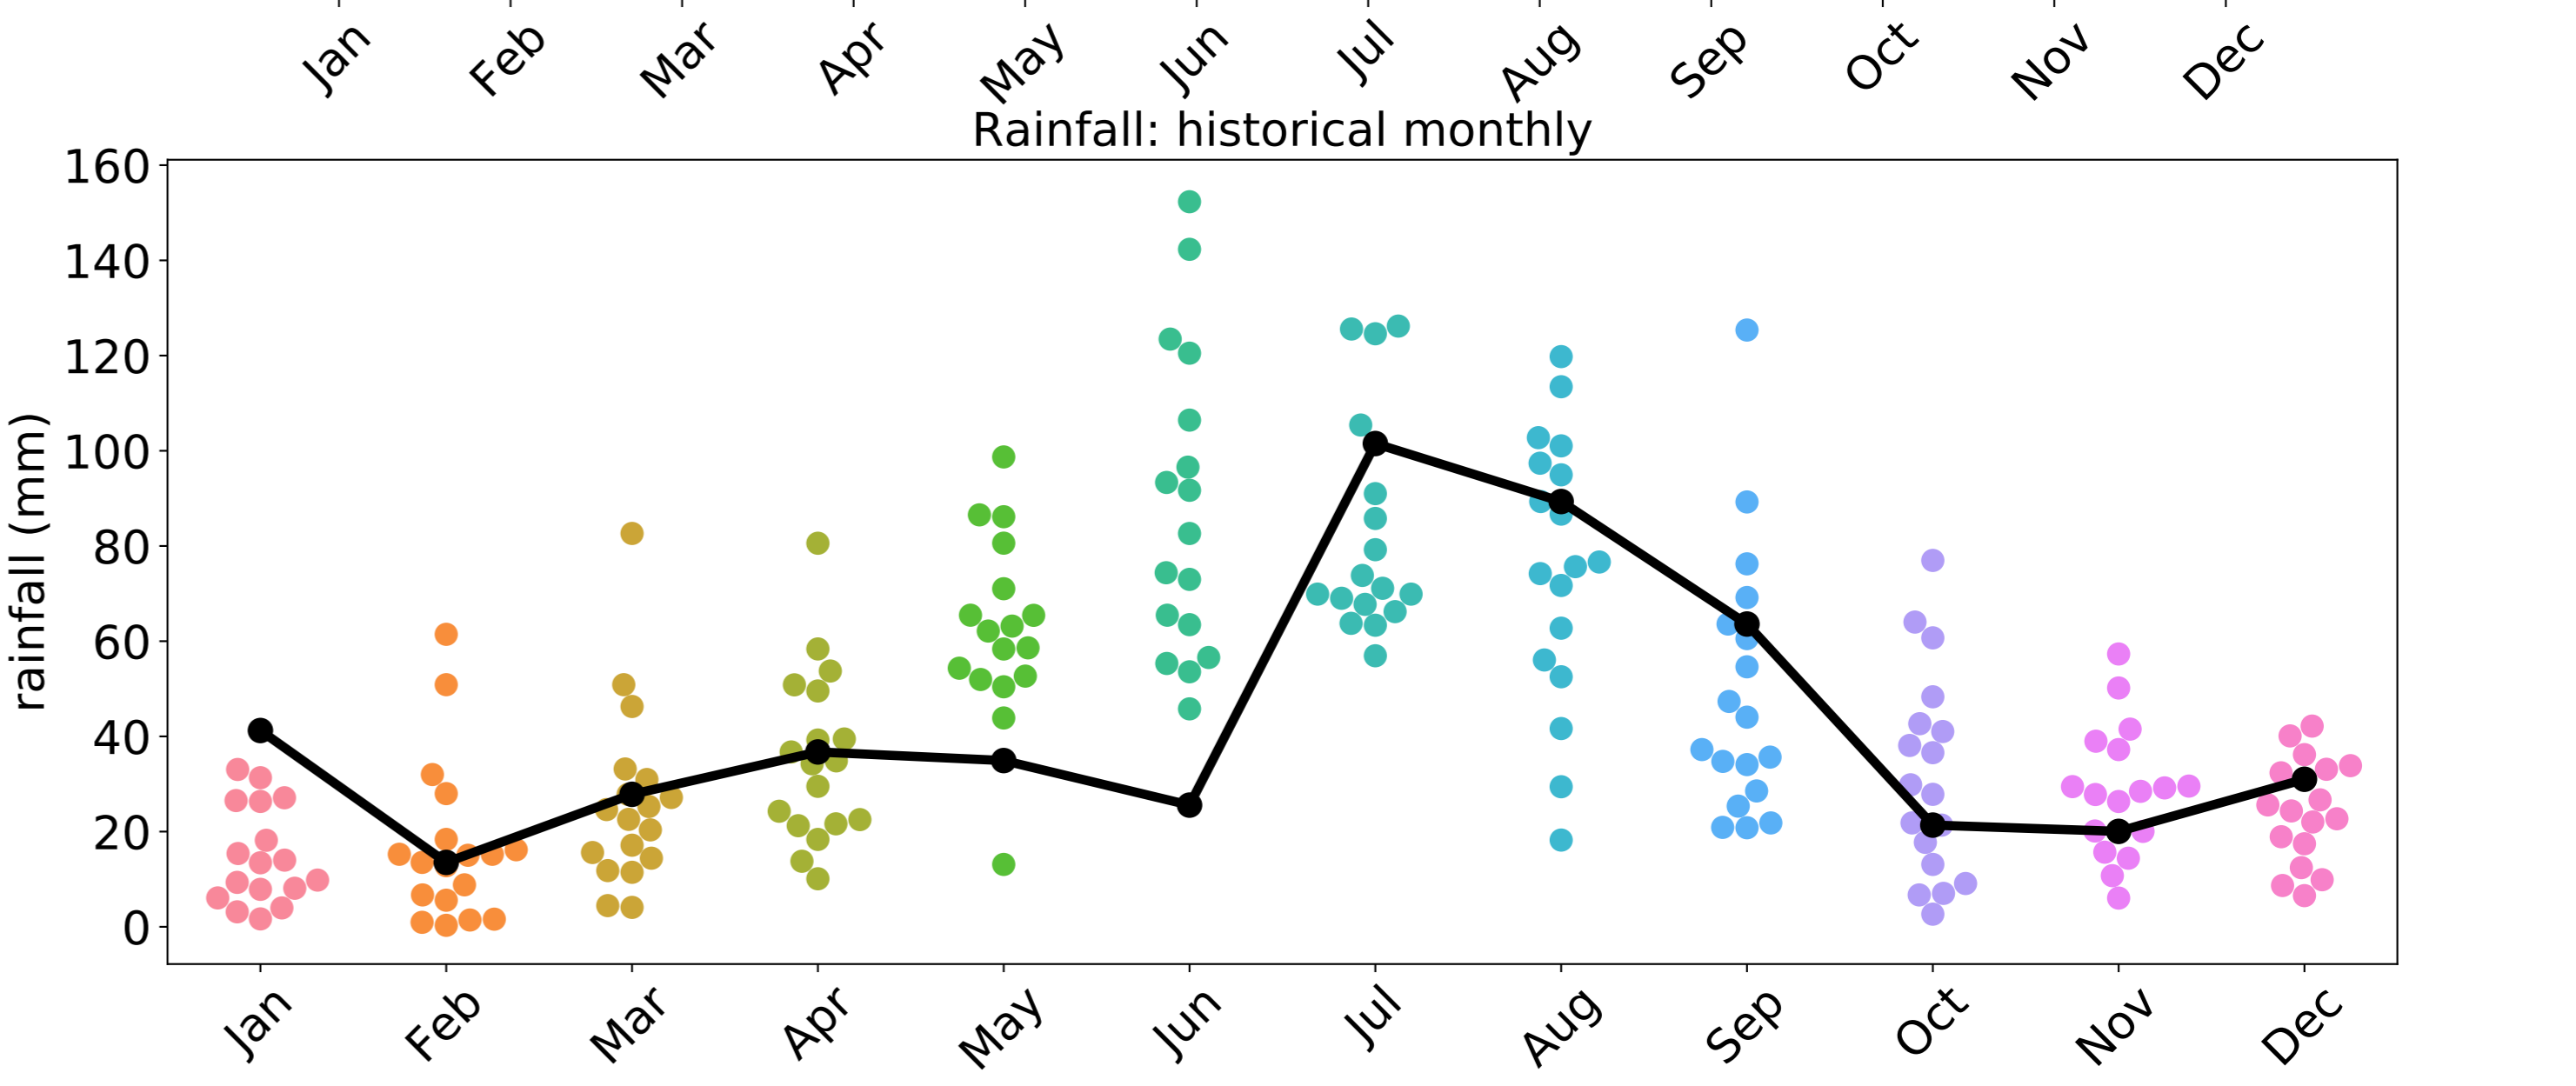 Jan Feb Mar Apr May Jun Jul Aug Sep Oct Nov Dec
Rainfall: historical monthly
rainfall (mm)
160
140
120
100
80
60
40
20
0
Jan Feb Mar Apr May Jun Jul Aug Sep Oct Nov Dec